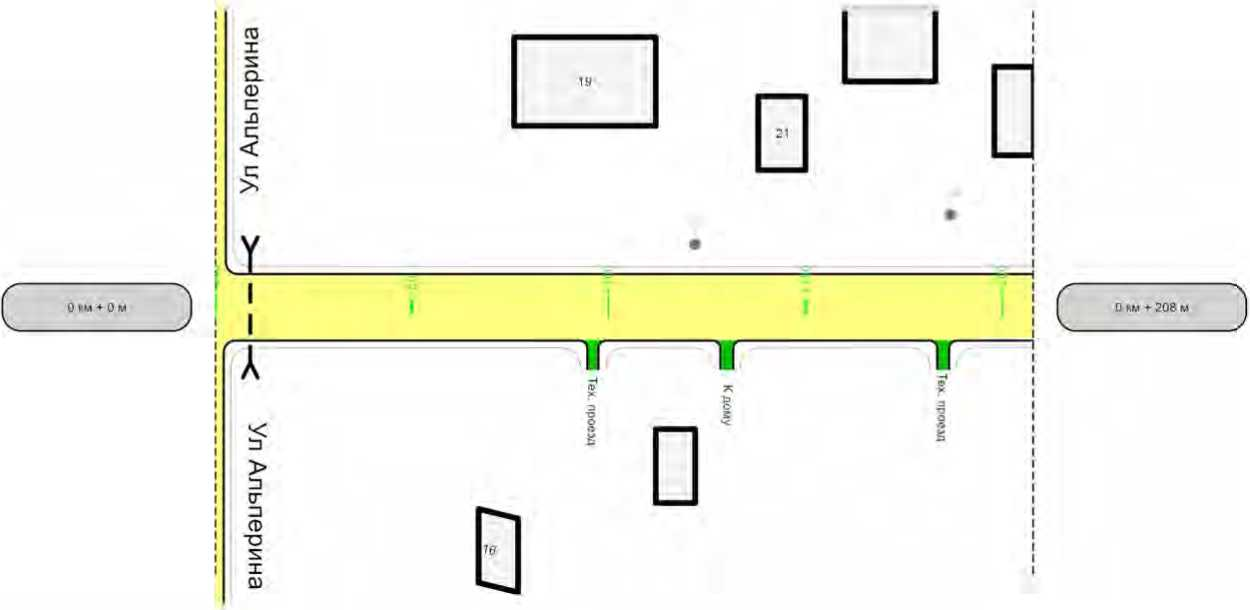 Ул Альперина
19
21
0 км + 0 м
0 км + 208 м
Тех. проезд
К дому
Тех. проезд
Ул Альперина
16